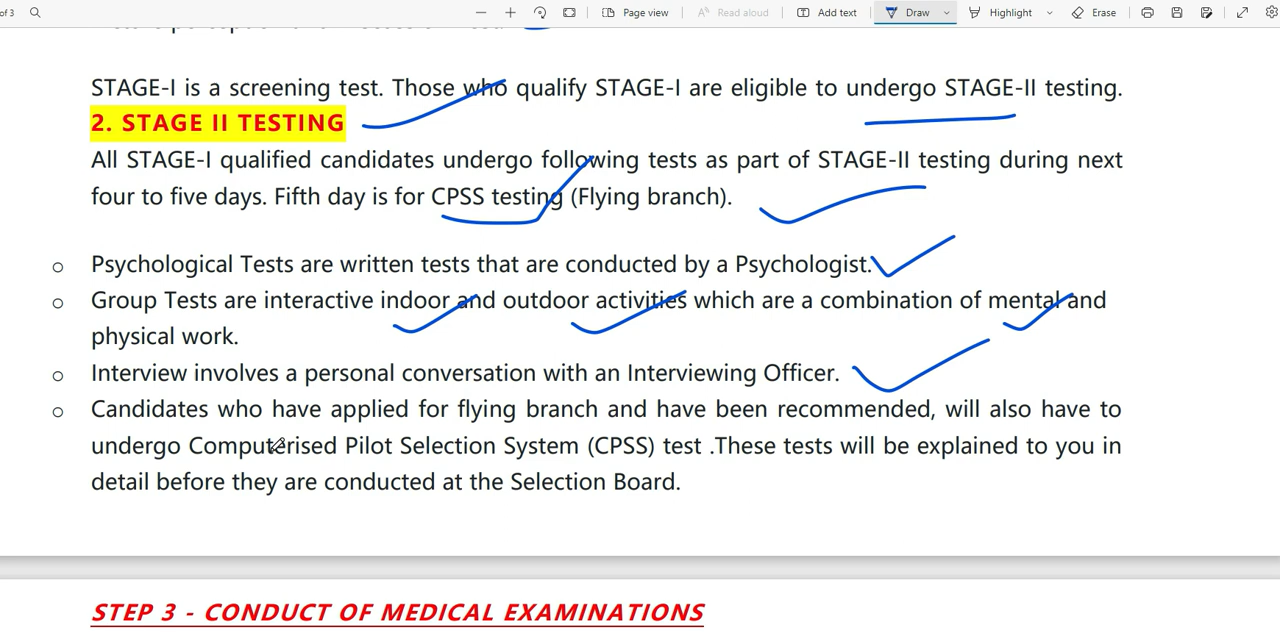 of 3
Page view
Read aloud
Add text
Draw
Highlight
Erase
STAGE-I is a screening test. Those who qualify STAGE-I are eligible to undergo STAGE-II testing.
2. STAGE II TESTING
All STAGE-I qualified candidates undergo following tests as part of STAGE-II testing during next
four to five days. Fifth day is for CPSS testing (Flying branch).
Psychological Tests are written tests that are conducted by a Psychologist.
Group Tests are interactive indoor and outdoor activities which are a combination of mental and
physical work.
Interview involves a personal conversation with an Interviewing Officer.
Candidates who have applied for flying branch and have been recommended, will also have to
undergo Computerised Pilot Selection System (CPSS) test .These tests will be explained to you in
detail before they are conducted at the Selection Board.
STEP 3 - CONDUCT OF MEDICAL EXAMINATIONS